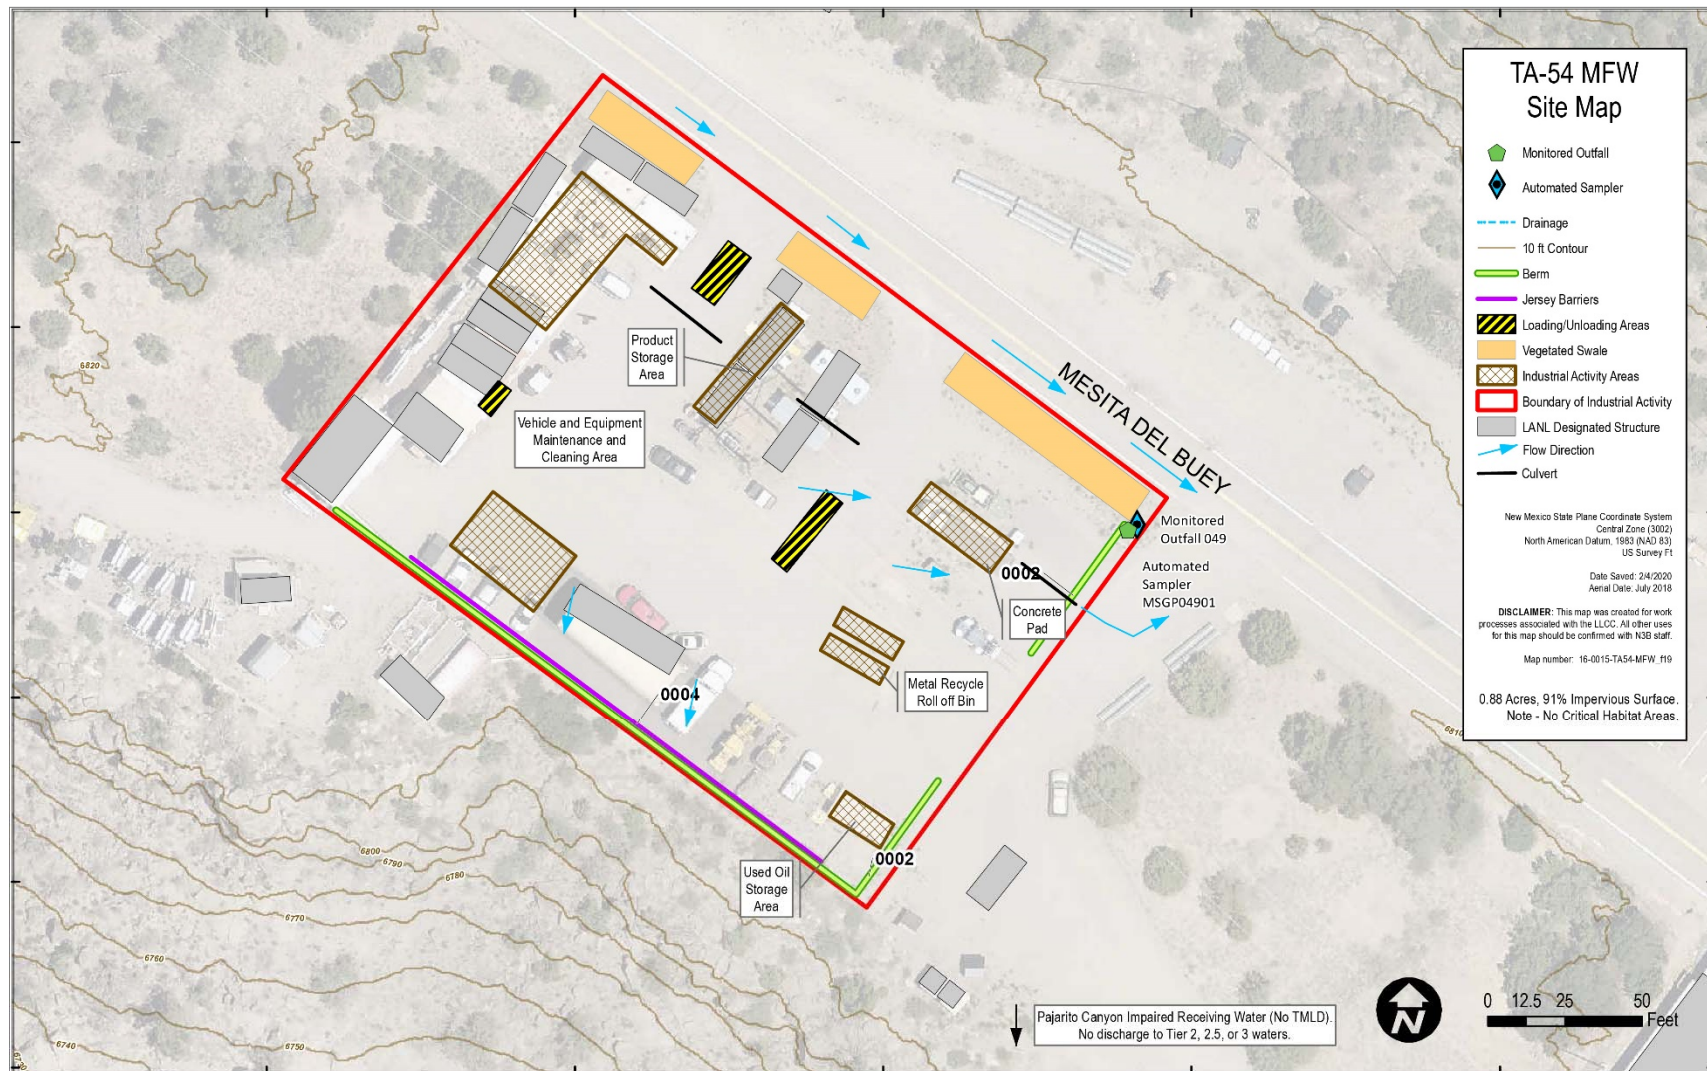 TA-54 MFW
Site Map
Monitored Outfall
Automated Sampler
Drainage
10 ft Contour
Berm
Jersey Barriers
Loading/Unloading Areas
Vegetated Swale
Industrial Activity Areas
Boundary of Industrial Activity
LANL Designated Structure
Flow Direction
Culvert
New Mexico State Plane Coordinate System
Central Zone (3002)
North American Datum, 1983 (NAD 83)
US Survey Ft
Date Saved: 2/4/2020
Aerial Date: July 2018
DISCLAIMER: This map was created for work
processes associated with the LLCC. All other uses
for this map should be confirmed with N3B staff.
Map number: 16-0015-TA54-MFW_f19
0.88 Acres, 91% Impervious Surface.
Note - No Critical Habitat Areas.
6820
Product
Storage
Area
Vehicle and Equipment
Maintenance and
Cleaning Area
MESITA DEL BUEY
Monitored
Outfall 049
Automated
Sampler
MSGP04901
0002
Concrete
Pad
Metal Recycle
Roll off Bin
0004
6810
0002
Used Oil
Storage
Area
6800
6790
6780
6770
6760
6750
6740
6730
Pajarito Canyon Impaired Receiving Water (No TMLD).
No discharge to Tier 2, 2.5, or 3 waters.
N
0 12.5 25 50
Feet